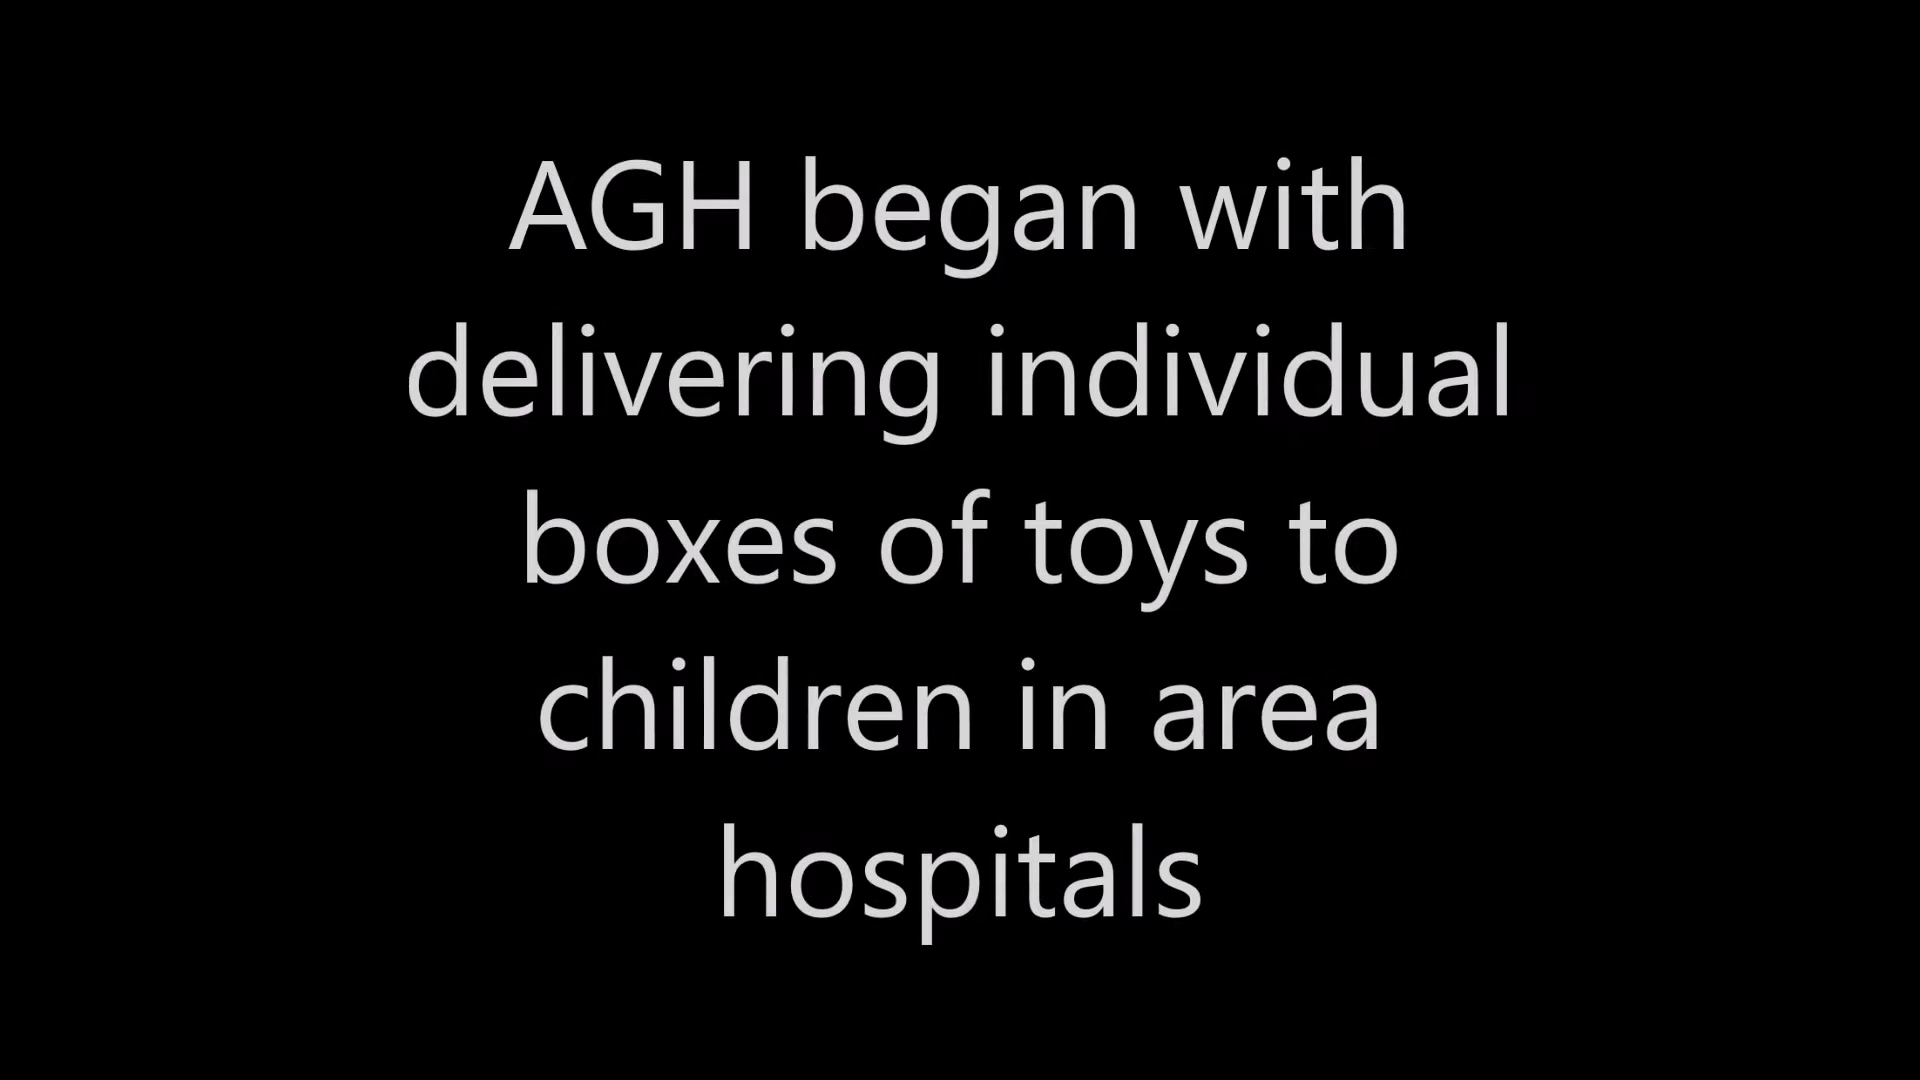 AGH began with
delivering individual
boxes of toys to
children in area
hospitals